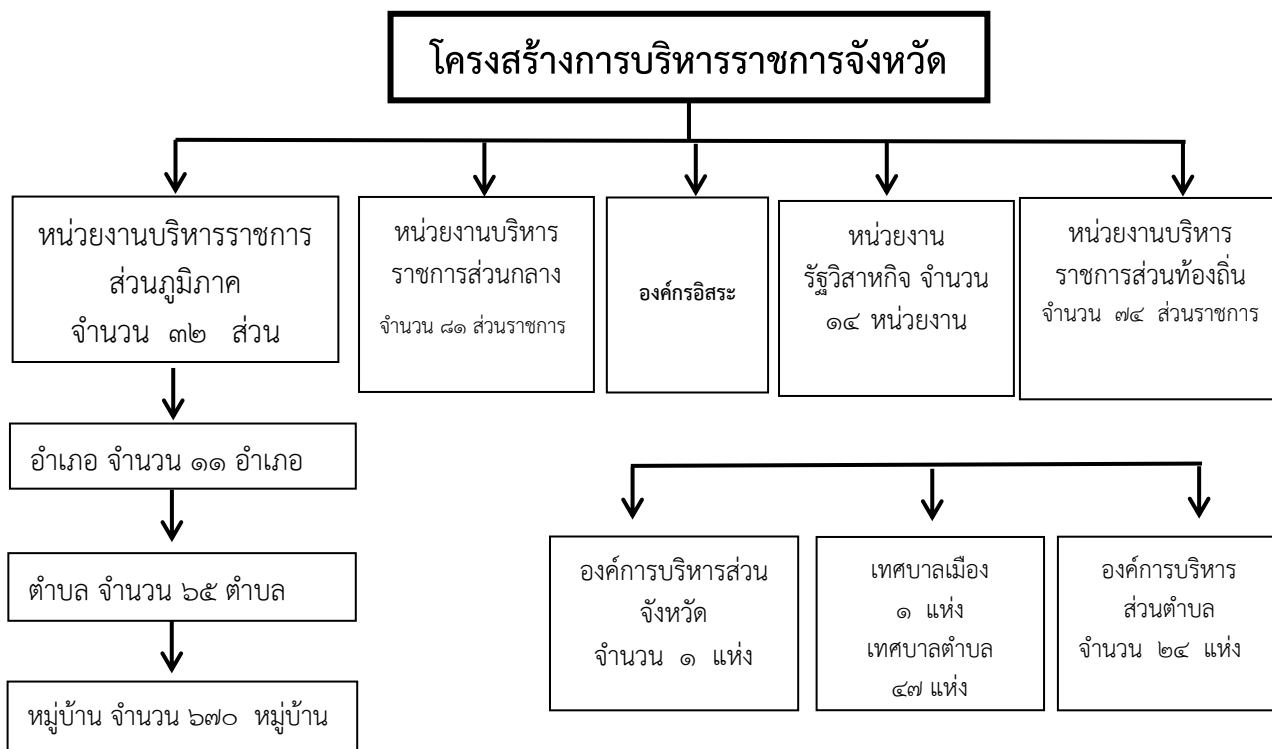 โครงสร้างการบริหารราชการจังหวัด
หน่วยงานบริหารราชการ
ส่วนภูมิภาค
จำนวน ๓๒ ส่วน
หน่วยงานบริหาร
ราชการส่วนกลาง
จำนวน ๘๑ ส่วนราชการ
องค์กรอิสระ
หน่วยงาน
รัฐวิสาหกิจ จำนวน
๑๔ หน่วยงาน
หน่วยงานบริหาร
ราชการส่วนท้องถิ่น
จำนวน ๗๔ ส่วนราชการ
อำเภอ จำนวน ๑๑ อำเภอ
ตำบล จำนวน ๖๕ ตำบล
หมู่บ้าน จำนวน ๖๗๐ หมู่บ้าน
องค์การบริหารส่วน
จังหวัด
จำนวน ๑ แห่ง
เทศบาลเมือง
๑ แห่ง
เทศบาลตำบล
๔๗ แห่ง
องค์การบริหาร
ส่วนตำบล
จำนวน ๒๔ แห่ง